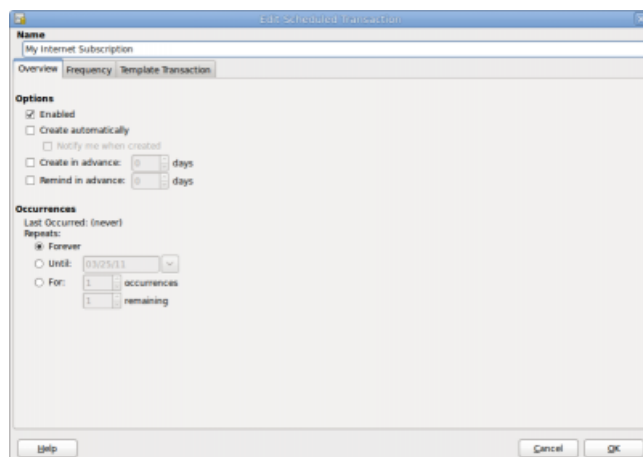 Edit Scheduled Transaction
Name
My Internet Subscription
Overview Frequency Template Transaction
Options
Enabled
Create automatically
Notify me when created
Create in advance: 0 days
Remind in advance: 0 days
Occurrences
Last Occurred: (never)
Repeats:
Forever
Until: 03/25/11
For: 1 occurrences
1 remaining
Help Cancel OK